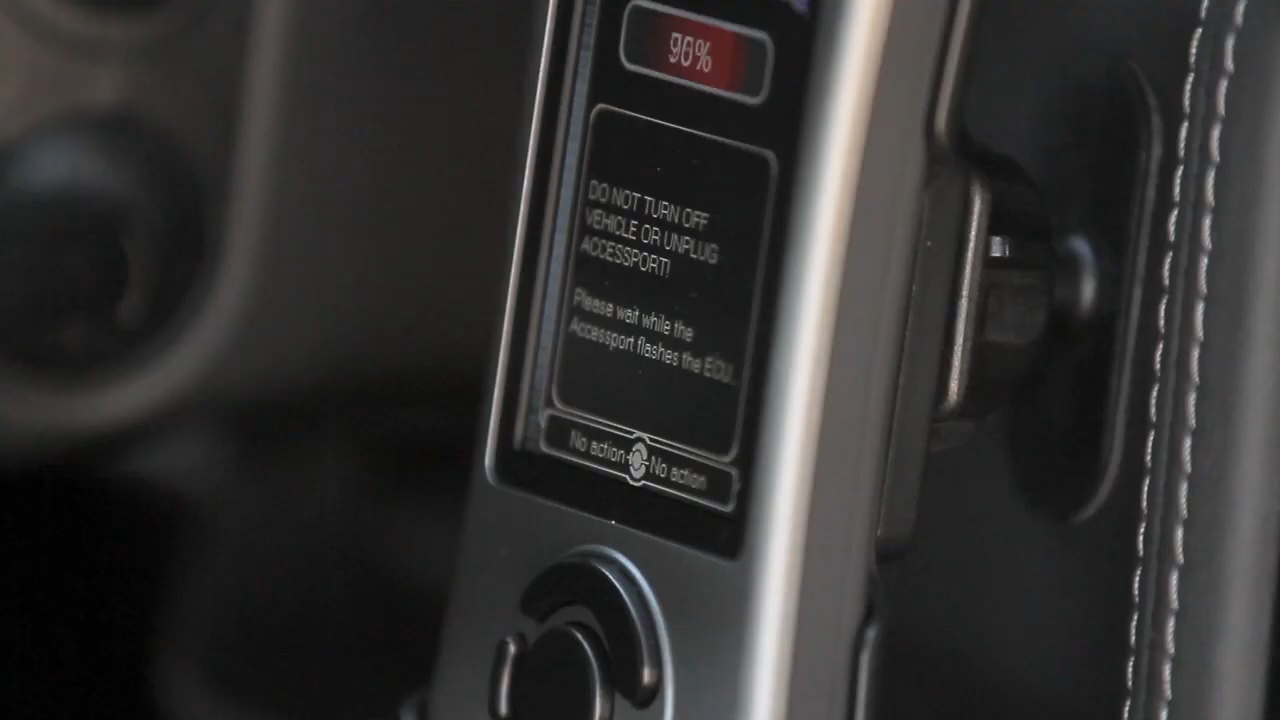 90%
DO NOT TURN OFF
VEHICLE OR UNPLUG
ACCESSPORT!
Please wait while the
Accessport flashes the ECU.
No action No action